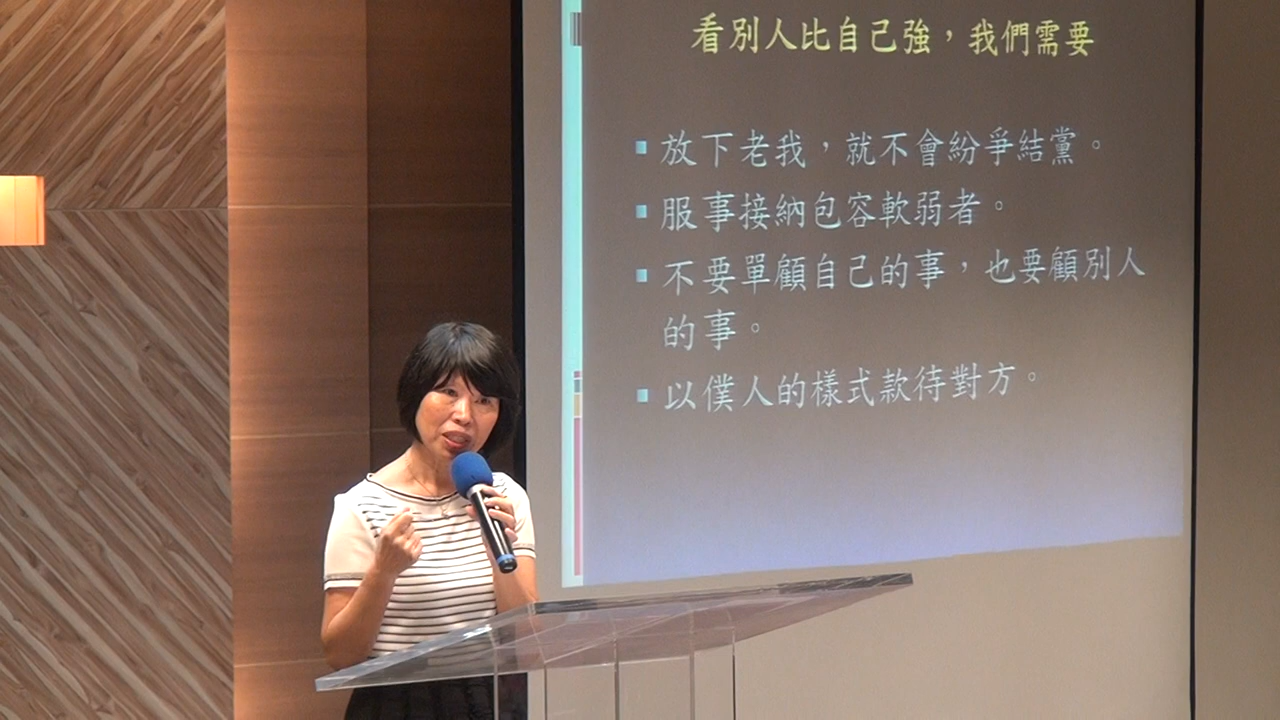 看別人比自己強，我們需要
放下老我，就不會紛爭結黨。
服事接納包容軟弱者。
不要單顧自己的事，也要顧別人
的事。
以僕人的樣式款待對方。